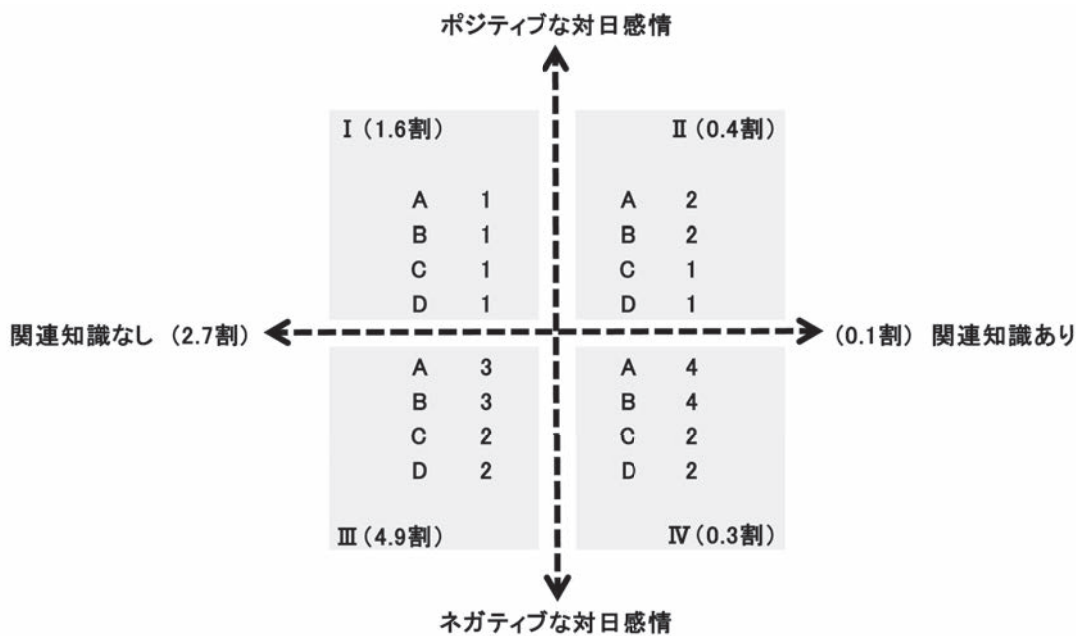 ポジティブな対日感情
Ⅰ（1.6割）
Ⅱ（0.4割）
A 1
B 1
C 1
D 1
A 2
B 2
C 1
D 1
関連知識なし （2.7割）
（0.1割） 関連知識あり
A 3
B 3
C 2
D 2
A 4
B 4
C 2
D 2
Ⅲ（4.9割）
Ⅳ（0.3割）
ネガティブな対日感情